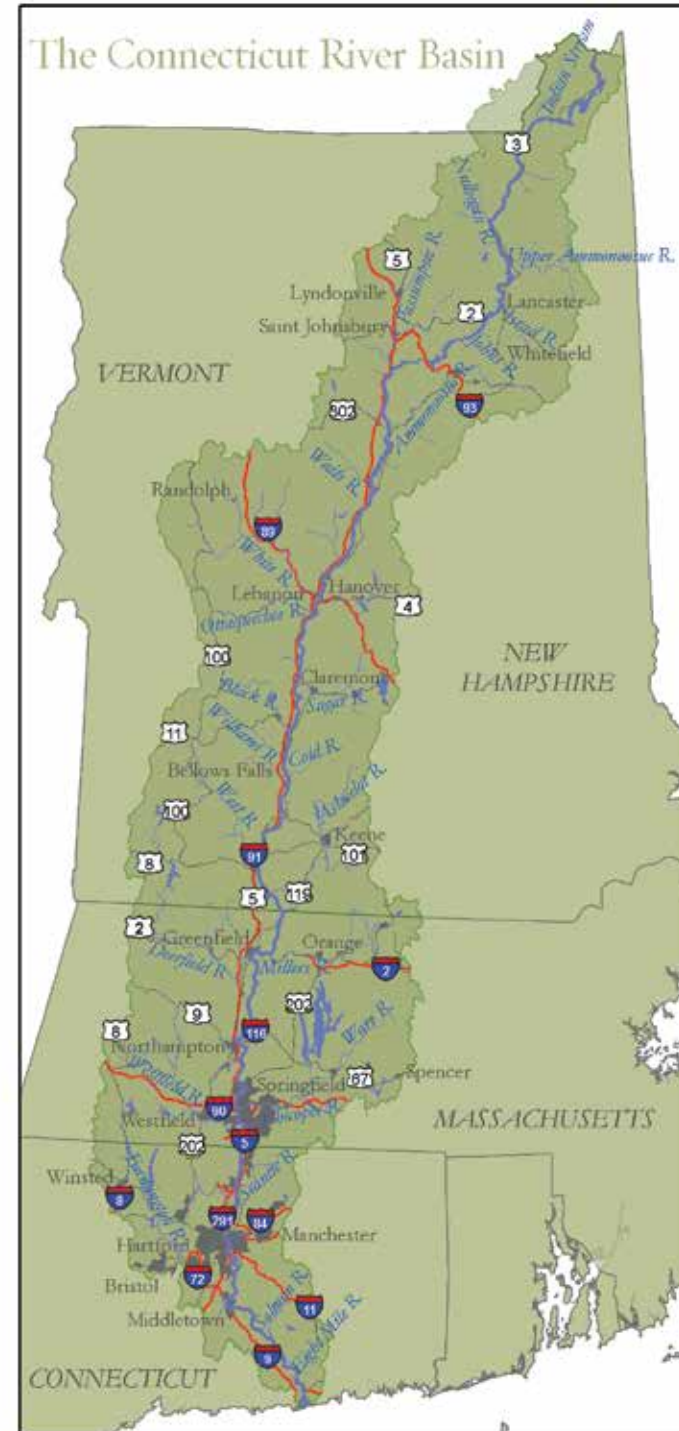 The Connecticut River Basin
Indian Stream
3
Nulhegan R.
5
Passumpsic R.
Upper Ammonoosuc R.
Lyndonville
2
Lancaster
Israel R.
Saint Johnsbury
Johns R.
Whitefield
VERMONT
93
302
Ammonoosuc R.
Waits R.
Randolph
89
White R.
Lebanon
Hanover
4
Ottauquechee R.
NEW
HAMPSHIRE
100
Claremont
Black R.
Sugar R.
11
Williams R.
Cold R.
Bellows Falls
100
West R.
Ashuelot R.
Keene
8
91
101
5
119
2
Greenfield
Orange
Deerfield R.
Millers
2
9
202
8
116
Ware R.
Northampton
Westfield R.
Springfield
67
Spencer
90
Westfield
MASSACHUSETTS
202
5
Winsted
Scantic R.
8
Farmington R.
291
84
Manchester
Hartford
72
Bristol
Salmon R.
11
Middletown
Eight Mile R.
9
CONNECTICUT